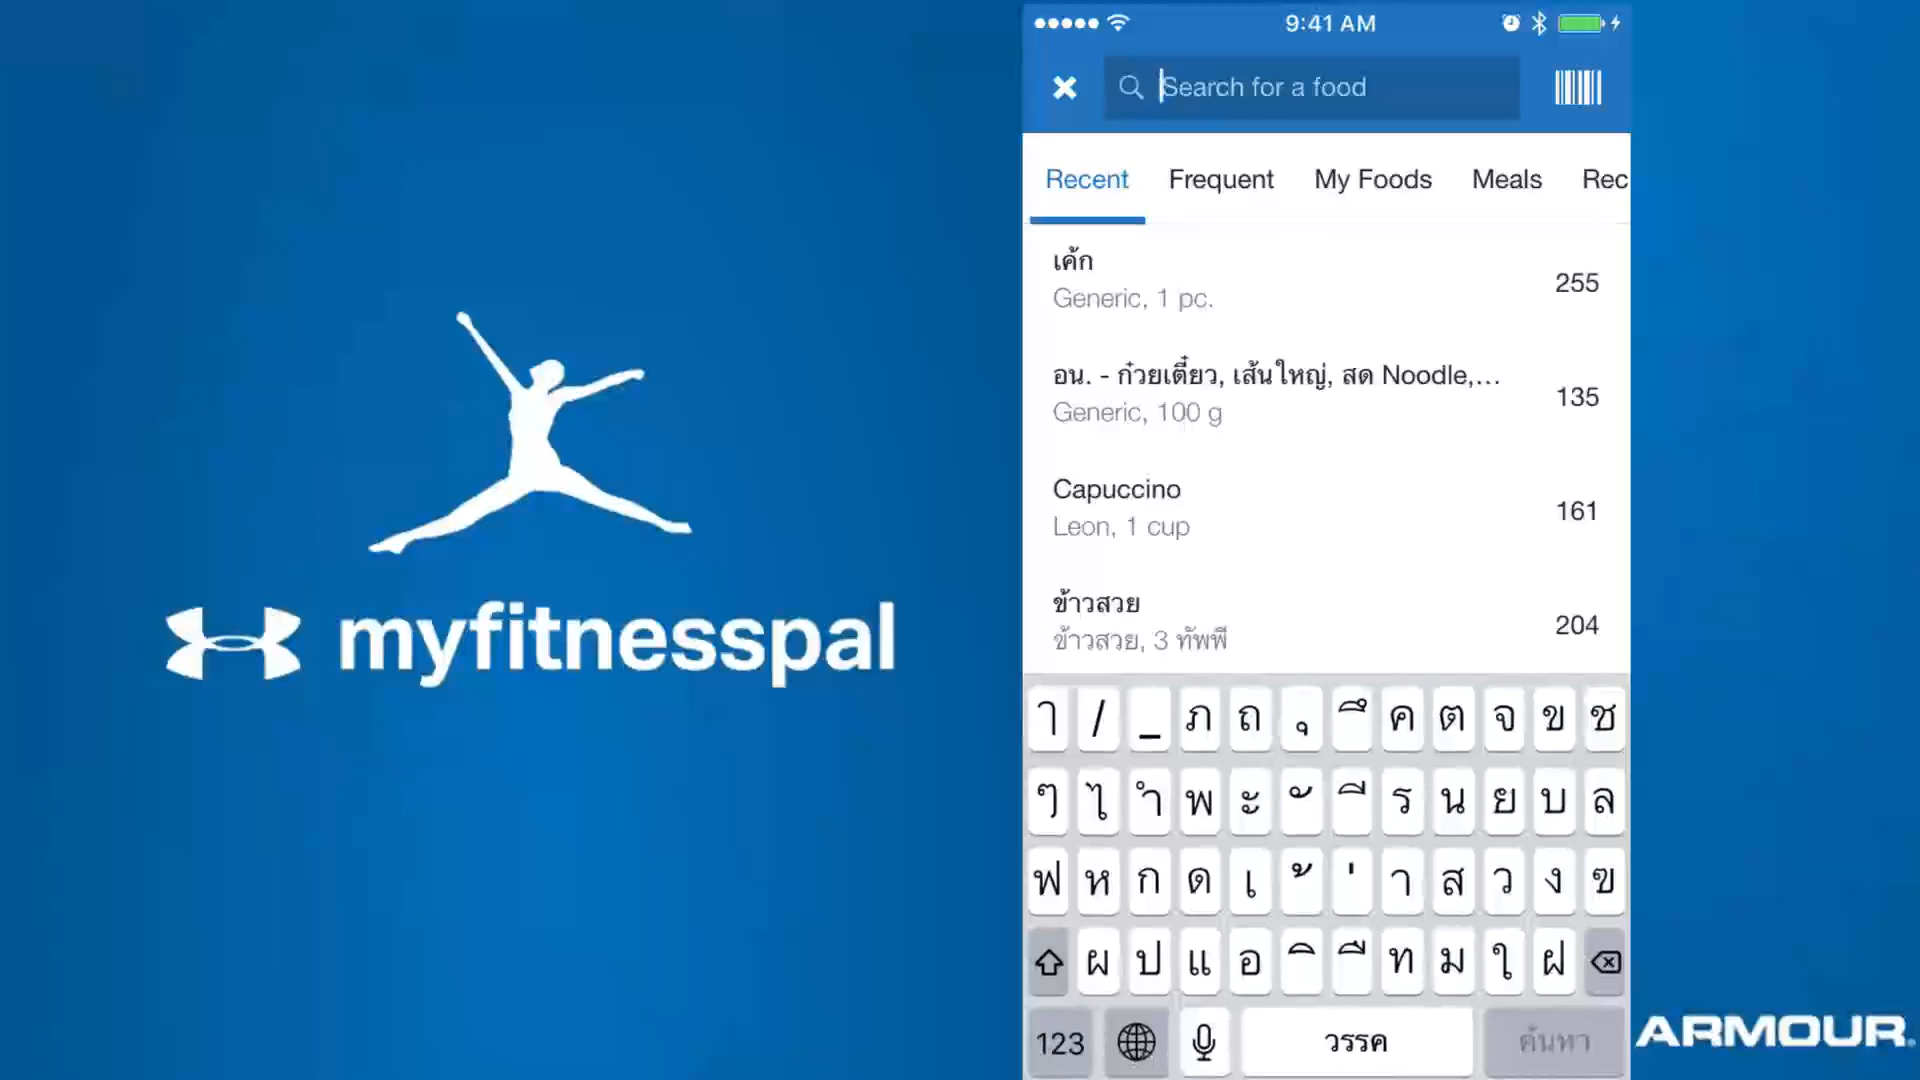 9:41 AM
Search for a food
Recent Frequent My Foods Meals Rec
เค้ก
Generic, 1 pc.
255
อน. - ก๋วยเตี๋ยว, เส้นใหญ่, สด Noodle,...
Generic, 100 g
135
Capuccino
Leon, 1 cup
161
ข้าวสวย
ข้าวสวย, 3 ทัพพี
204
myfitnesspal
ๅ / _ ภ ถ ุ ึ ค ต จ ข ช
ๆ ไ ำ พ ะ ั ี ร น ย บ ล
ฟ ห ก ด เ ้ ่ า ส ว ง ฃ
ผ ป แ อ ิ ื ท ม ใ ฝ
123 วรรค ค้นหา
ARMOUR.